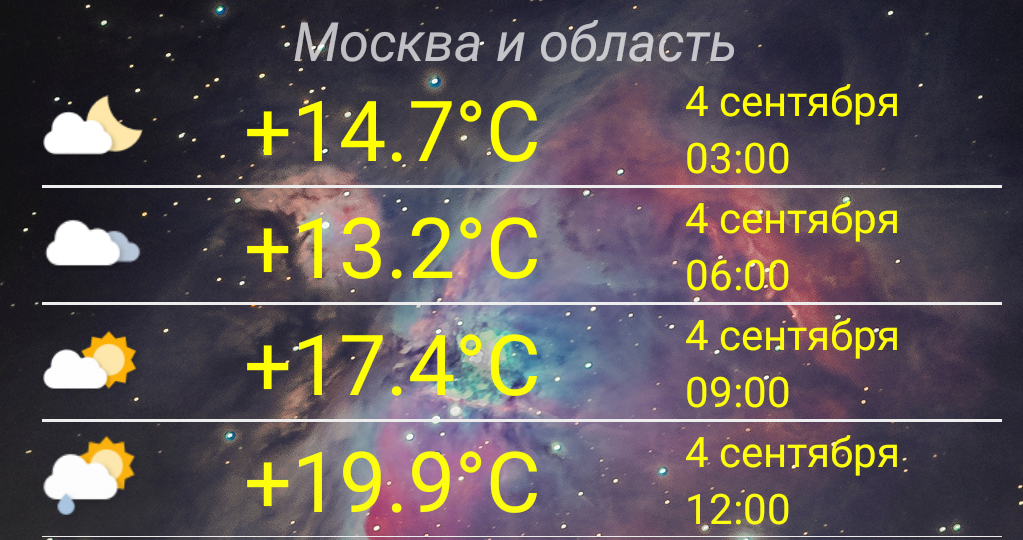 Москва и область
+14.7°C
4 сентября
03:00
+13.2°C
4 сентября
06:00
+17.4°C
4 сентября
09:00
+19.9°C
4 сентября
12:00